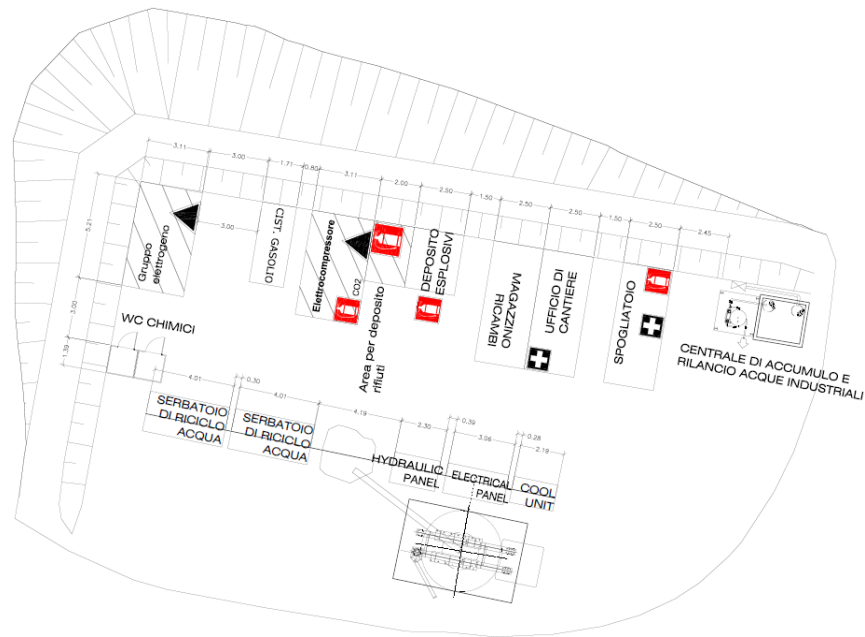 3.11
3.00
1.71
0.80
3.11
2.00
2.50
1.50
2.50
2.50
1.50
2.50
2.45
5.21
3.00
Gruppo
elettrogeno
CIST. GASOLIO
Elettrocompressore
CO2
DEPOSITO
ESPLOSIVI
Area per deposito
rifiuti
MAGAZZINO
RICAMBI
UFFICIO DI
CANTIERE
SPOGLIATOIO
CENTRALE DI ACCUMULO E
RILANCIO ACQUE INDUSTRIALI
3.00
1.39
WC CHIMICI
4.01
0.30
4.01
4.19
2.30
0.39
3.06
0.28
2.19
SERBATOIO
DI RICICLO
ACQUA
SERBATOIO
DI RICICLO
ACQUA
HYDRAULIC
PANEL
ELECTRICAL
PANEL
COOL
UNIT